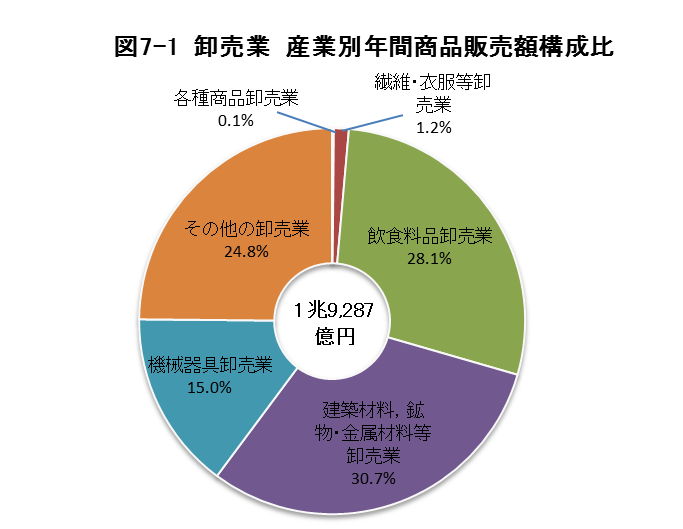 図7-1 卸売業 産業別年間商品販売額構成比
各種商品卸売業
0.1%
繊維・衣服等卸
売業
1.2%
飲食料品卸売業
28.1%
その他の卸売業
24.8%
1兆9,287
億円
機械器具卸売業
15.0%
建築材料，鉱
物・金属材料等
卸売業
30.7%